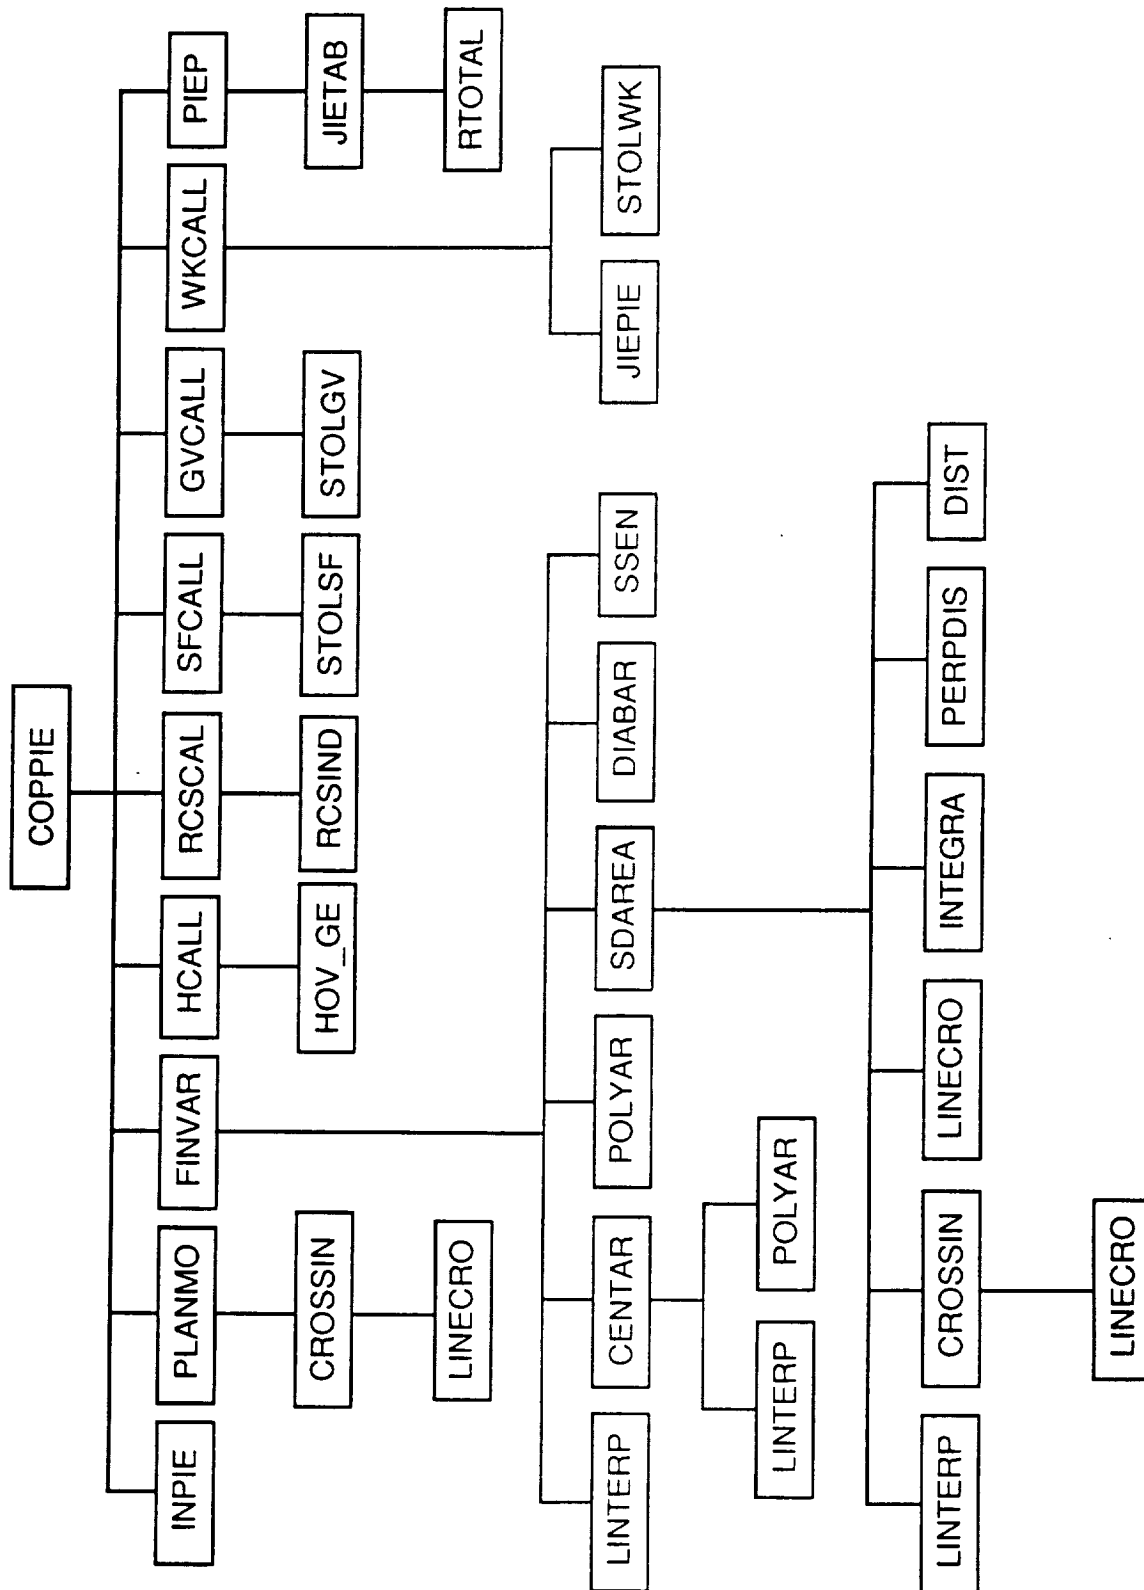 COPPIE
INPIE
PLANMO
FINVAR
HCALL
RCSCAL
SFCALL
GVCALL
WKCALL
PIEP
CROSSIN
HOV_GE
RCSIND
STOLSF
STOLGV
JIETAB
LINECRO
RTOTAL
LINTERP
CENTAR
POLYAR
SDAREA
DIABAR
SSEN
JIEPIE
STOLWK
LINTERP
POLYAR
LINTERP
CROSSIN
LINECRO
INTEGRA
PERPDIS
DIST
LINECRO